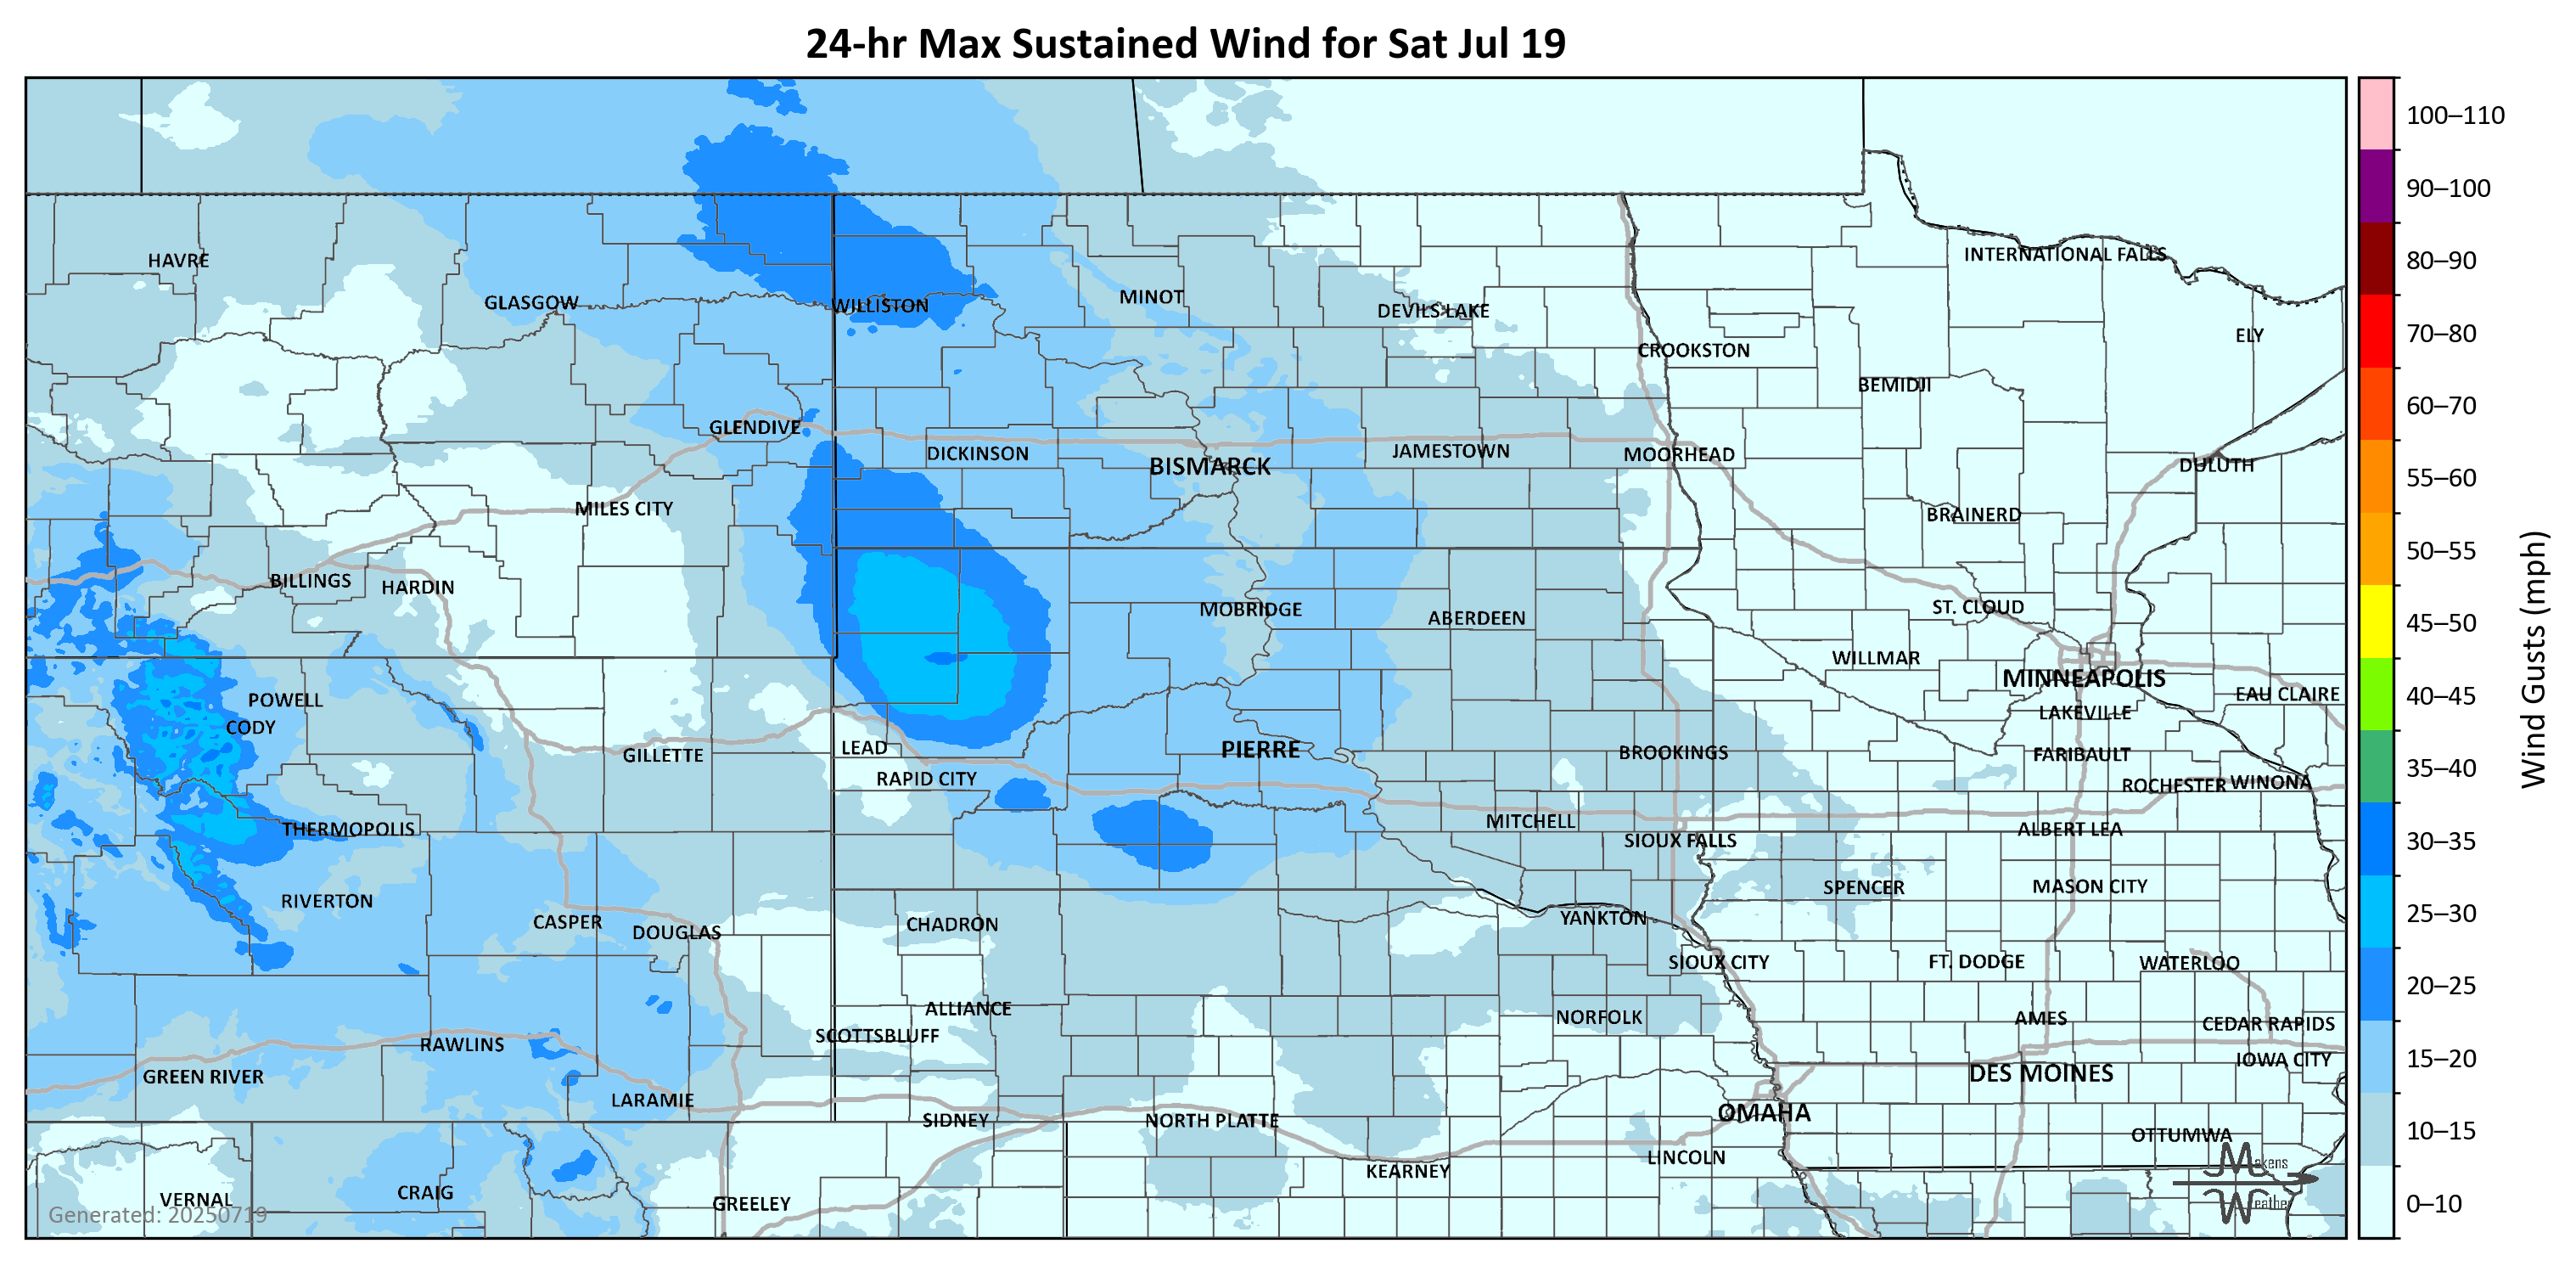 24-hr Max Sustained Wind for Sat Jul 19
100–110
90–100
80–90
70–80
60–70
55–60
50–55
45–50
40–45
35–40
30–35
25–30
20–25
15–20
10–15
0–10
Wind Gusts (mph)
HAVRE
INTERNATIONAL FALLS
GLASGOW
WILLISTON
MINOT
DEVILS LAKE
ELY
CROOKSTON
BEMIDJI
GLENDIVE
DICKINSON
BISMARCK
JAMESTOWN
MOORHEAD
DULUTH
MILES CITY
BRAINERD
BILLINGS
HARDIN
MOBRIDGE
ABERDEEN
ST. CLOUD
WILLMAR
MINNEAPOLIS
POWELL
EAU CLAIRE
CODY
LAKEVILLE
GILLETTE
LEAD
PIERRE
BROOKINGS
FARIBAULT
RAPID CITY
ROCHESTER
WINONA
THERMOPOLIS
MITCHELL
ALBERT LEA
SIOUX FALLS
SPENCER
MASON CITY
RIVERTON
CASPER
DOUGLAS
CHADRON
YANKTON
SIOUX CITY
FT. DODGE
WATERLOO
ALLIANCE
NORFOLK
AMES
CEDAR RAPIDS
SCOTTSBLUFF
RAWLINS
IOWA CITY
GREEN RIVER
DES MOINES
LARAMIE
SIDNEY
NORTH PLATTE
OMAHA
OTTUMWA
KEARNEY
LINCOLN
VERNAL
CRAIG
GREELEY
Generated: 20250719
Makens
Weather